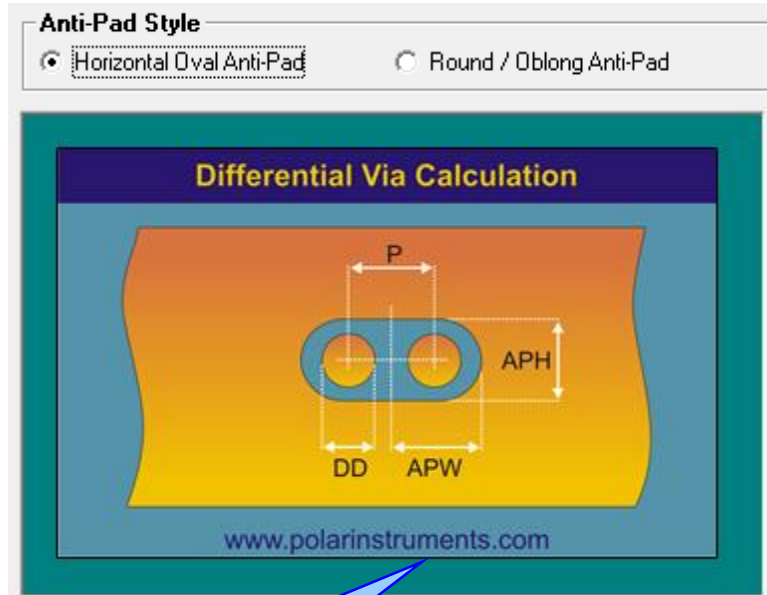 Anti-Pad Style
Horizontal Oval Anti-Pad Round / Oblong Anti-Pad
Differential Via Calculation
P
APH
DD APW
www.polarinstruments.com